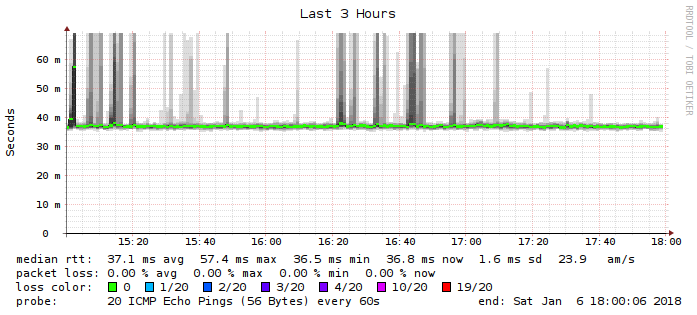 Last 3 Hours
RRDTOOL / TOBI OETIKER
Seconds
60 m
50 m
40 m
30 m
20 m
10 m
0
15:20 15:40 16:00 16:20 16:40 17:00 17:20 17:40 18:00
median rtt: 37.1 ms avg 57.4 ms max 36.5 ms min 36.8 ms now 1.6 ms sd 23.9 am/s
packet loss: 0.00 % avg 0.00 % max 0.00 % min 0.00 % now
loss color: 0 1/20 2/20 3/20 4/20 10/20 19/20
probe: 20 ICMP Echo Pings (56 Bytes) every 60s end: Sat Jan 6 18:00:06 2018